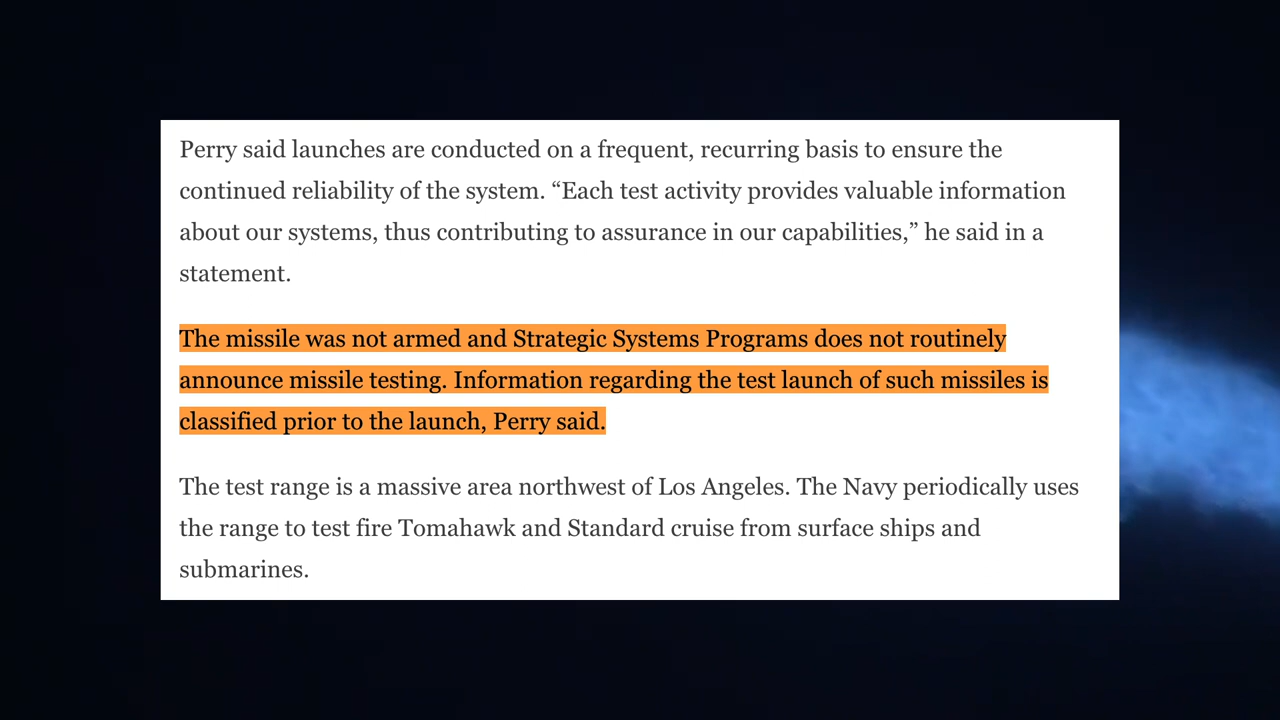 Perry said launches are conducted on a frequent, recurring basis to ensure the
continued reliability of the system. “Each test activity provides valuable information
about our systems, thus contributing to assurance in our capabilities,” he said in a
statement.
The missile was not armed and Strategic Systems Programs does not routinely
announce missile testing. Information regarding the test launch of such missiles is
classified prior to the launch, Perry said.
The test range is a massive area northwest of Los Angeles. The Navy periodically uses
the range to test fire Tomahawk and Standard cruise from surface ships and
submarines.